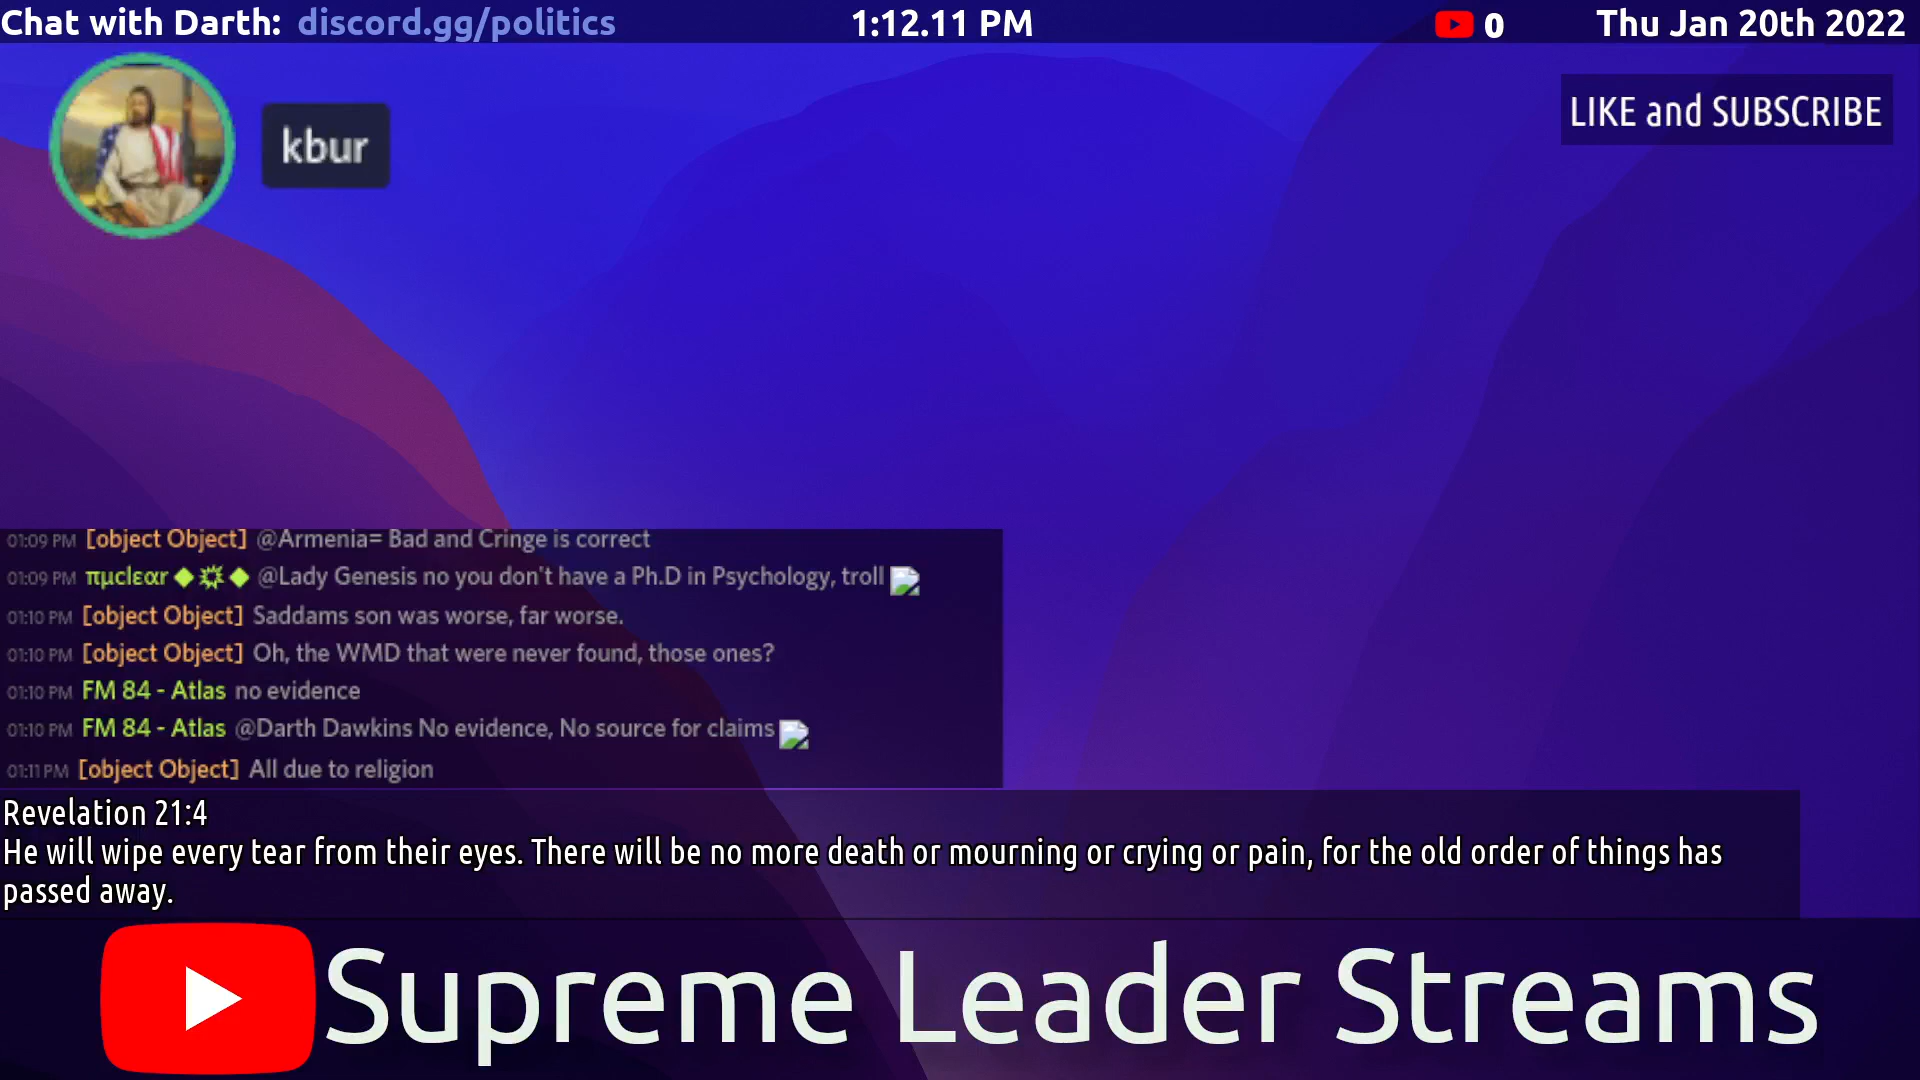 Chat with Darth: discord.gg/politics 1:12.11 PM 0 Thu Jan 20th 2022
kbur
LIKE and SUBSCRIBE
01:09 PM [object Object] @Armenia= Bad and Cringe is correct
01:09 PM πμclεαr ◆💥◆ @Lady Genesis no you don't have a Ph.D in Psychology, troll
01:10 PM [object Object] Saddams son was worse, far worse.
01:10 PM [object Object] Oh, the WMD that were never found, those ones?
01:10 PM FM 84 - Atlas no evidence
01:10 PM FM 84 - Atlas @Darth Dawkins No evidence, No source for claims
01:11 PM [object Object] All due to religion
Revelation 21:4
He will wipe every tear from their eyes. There will be no more death or mourning or crying or pain, for the old order of things has
passed away.
Supreme Leader Streams